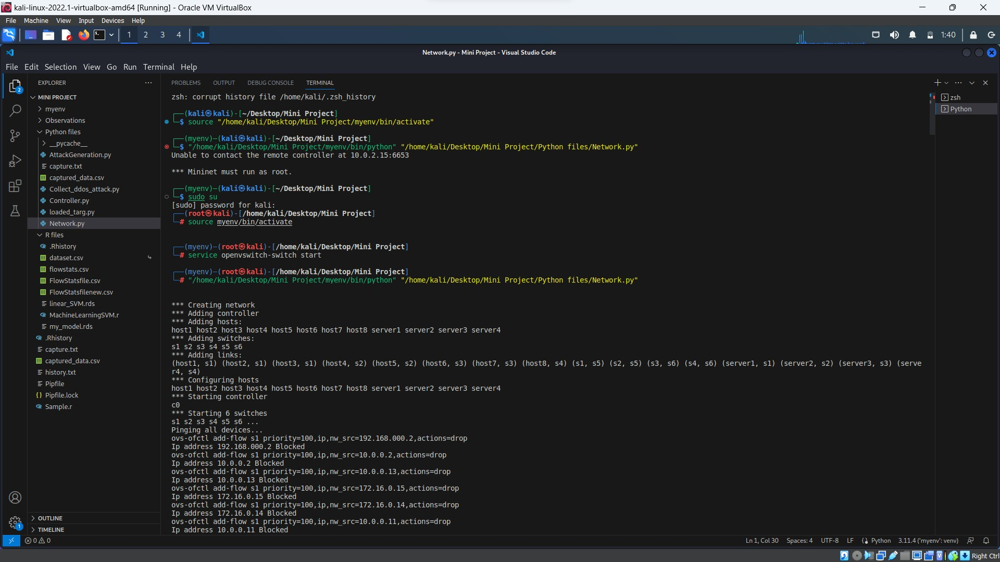 kali-linux-2022.1-virtualbox-amd64 [Running] - Oracle VM VirtualBox
File Machine View Input Devices Help
1 2 3 4
1:40
Network.py - Mini Project - Visual Studio Code
File Edit Selection View Go Run Terminal Help
EXPLORER
2
MINI PROJECT
myenv
Observations
Python files
__pycache__
AttackGeneration.py
capture.txt
captured_data.csv
Collect_ddos_attack.py
Controller.py
loaded_targ.py
Network.py
R files
.Rhistory
dataset.csv
flowstats.csv
FlowStatsfile.csv
FlowStatsfilenew.csv
linear_SVM.rds
MachineLearningSVM.r
my_model.rds
.Rhistory
capture.txt
captured_data.csv
history.txt
Pipfile
Pipfile.lock
Sample.r
OUTLINE
TIMELINE
1
PROBLEMS OUTPUT DEBUG CONSOLE TERMINAL
zsh
Python
zsh: corrupt history file /home/kali/.zsh_history
┌──(kali㉿kali)-[~/Desktop/Mini Project]
└─$ source "/home/kali/Desktop/Mini Project/myenv/bin/activate"
┌──(myenv)─(kali㉿kali)-[~/Desktop/Mini Project]
└─$ "/home/kali/Desktop/Mini Project/myenv/bin/python" "/home/kali/Desktop/Mini Project/Python files/Network.py"
Unable to contact the remote controller at 10.0.2.15:6653
*** Mininet must run as root.
┌──(myenv)─(kali㉿kali)-[~/Desktop/Mini Project]
└─$ sudo su
[sudo] password for kali:
┌──(root㉿kali)-[/home/kali/Desktop/Mini Project]
└─# source myenv/bin/activate
┌──(myenv)─(root㉿kali)-[/home/kali/Desktop/Mini Project]
└─# service openvswitch-switch start
┌──(myenv)─(root㉿kali)-[/home/kali/Desktop/Mini Project]
└─# "/home/kali/Desktop/Mini Project/myenv/bin/python" "/home/kali/Desktop/Mini Project/Python files/Network.py"
*** Creating network
*** Adding controller
*** Adding hosts:
host1 host2 host3 host4 host5 host6 host7 host8 server1 server2 server3 server4
*** Adding switches:
s1 s2 s3 s4 s5 s6
*** Adding links:
(host1, s1) (host2, s1) (host3, s1) (host4, s2) (host5, s2) (host6, s3) (host7, s3) (host8, s4) (s1, s5) (s2, s5) (s3, s6) (s4, s6) (server1, s1) (server2, s2) (server3, s3) (serve
r4, s4)
*** Configuring hosts
host1 host2 host3 host4 host5 host6 host7 host8 server1 server2 server3 server4
*** Starting controller
c0
*** Starting 6 switches
s1 s2 s3 s4 s5 s6 ...
Pinging all devices...
ovs-ofctl add-flow s1 priority=100,ip,nw_src=192.168.000.2,actions=drop
Ip address 192.168.000.2 Blocked
ovs-ofctl add-flow s1 priority=100,ip,nw_src=10.0.0.2,actions=drop
Ip address 10.0.0.2 Blocked
ovs-ofctl add-flow s1 priority=100,ip,nw_src=10.0.0.13,actions=drop
Ip address 10.0.0.13 Blocked
ovs-ofctl add-flow s1 priority=100,ip,nw_src=172.16.0.15,actions=drop
Ip address 172.16.0.15 Blocked
ovs-ofctl add-flow s1 priority=100,ip,nw_src=172.16.0.14,actions=drop
Ip address 172.16.0.14 Blocked
ovs-ofctl add-flow s1 priority=100,ip,nw_src=10.0.0.11,actions=drop
Ip address 10.0.0.11 Blocked
0 0 Ln 1, Col 30 Spaces: 4 UTF-8 LF Python 3.11.4 ('myenv': venv)
Right Ctrl